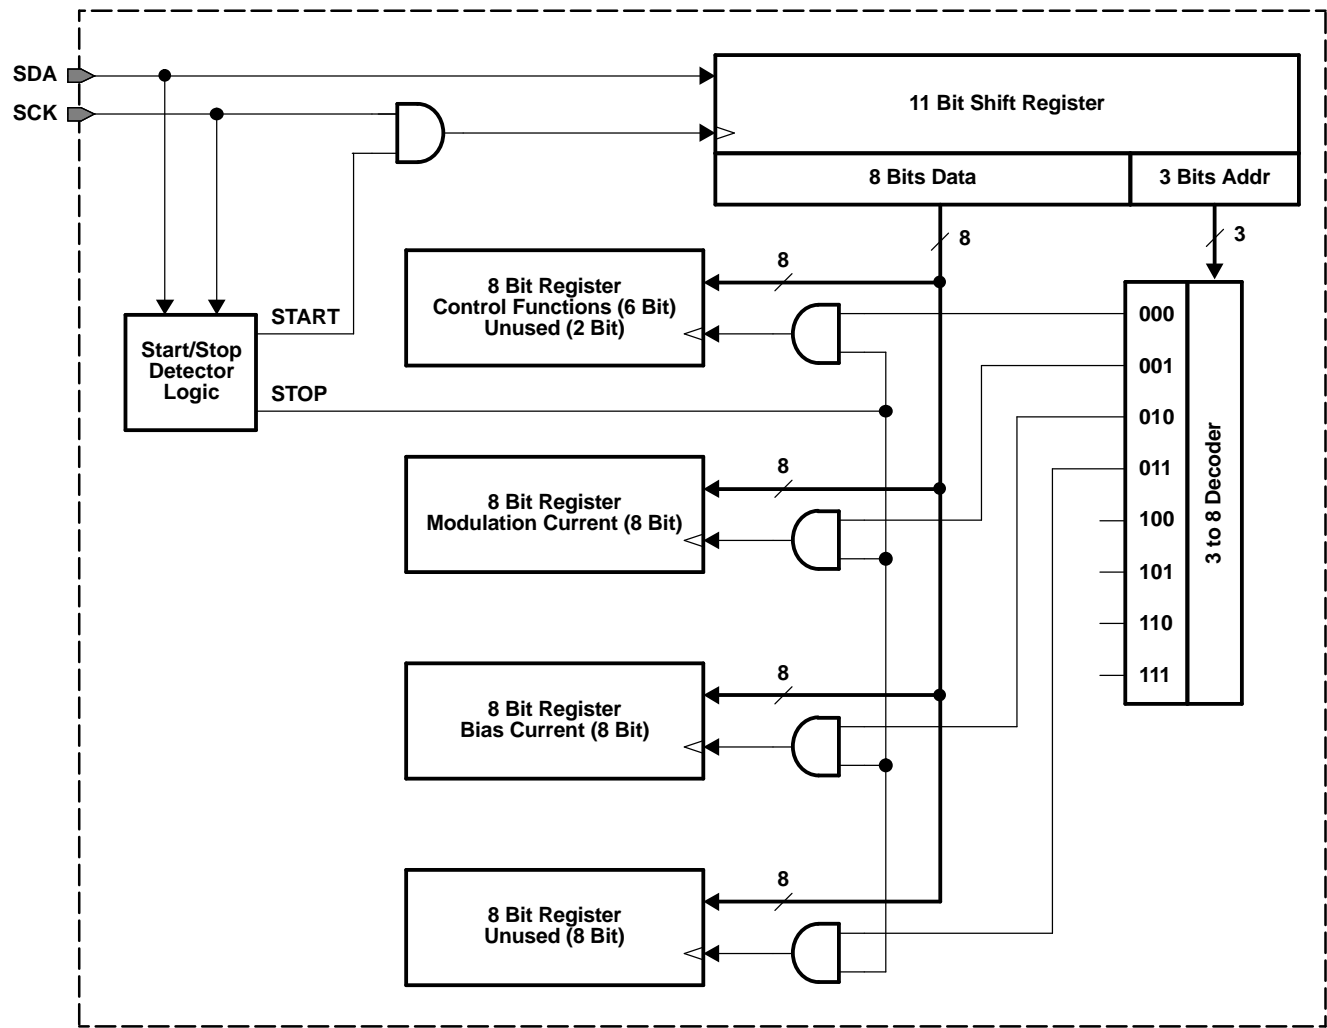 SDA
SCK
11 Bit Shift Register
8 Bits Data
3 Bits Addr
8
3
8
8 Bit Register
Control Functions (6 Bit)
Unused (2 Bit)
000
START
Start/Stop
Detector
Logic
001
STOP
010
8
011
8 Bit Register
Modulation Current (8 Bit)
100
3 to 8 Decoder
101
110
8
111
8 Bit Register
Bias Current (8 Bit)
8
8 Bit Register
Unused (8 Bit)